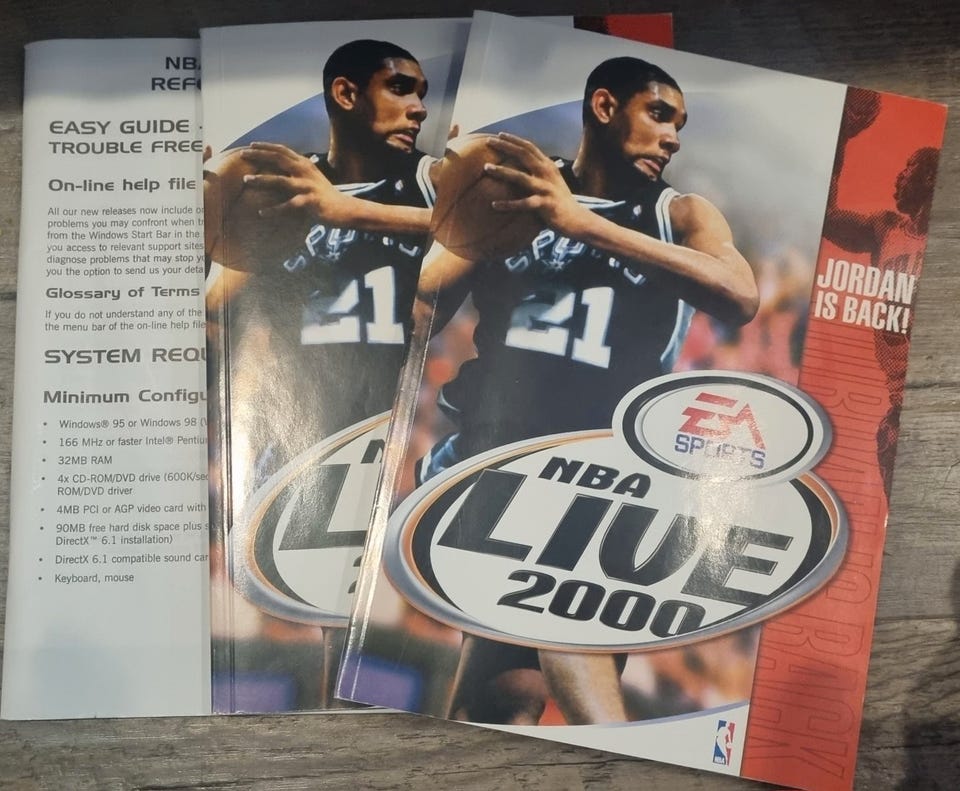 NBA
REFE
EASY GUIDE -
TROUBLE FREE
On-line help file
All our new releases now include
problems you may confront when
from the Windows Start Bar in the
you access to relevant support sites
diagnose problems that may stop
you the option to send us your
Glossary of Terms
If you do not understand any of the
the menu bar of the on-line help file
SYSTEM REQU
Minimum Configu
• Windows® 95 or Windows 98
• 166 MHz or faster Intel®
• 32MB RAM
• 4x CD-ROM/DVD drive (600K/sec
ROM/DVD driver
• 4MB PCI or AGP video card with
• 90MB free hard disk space plus
DirectX™ 6.1 installation)
• DirectX 6.1 compatible sound
• Keyboard, mouse
SPURS
21
SPURS
21
JORDAN
IS BACK!
EA
SPORTS
NBA
LIVE
2000
NBA